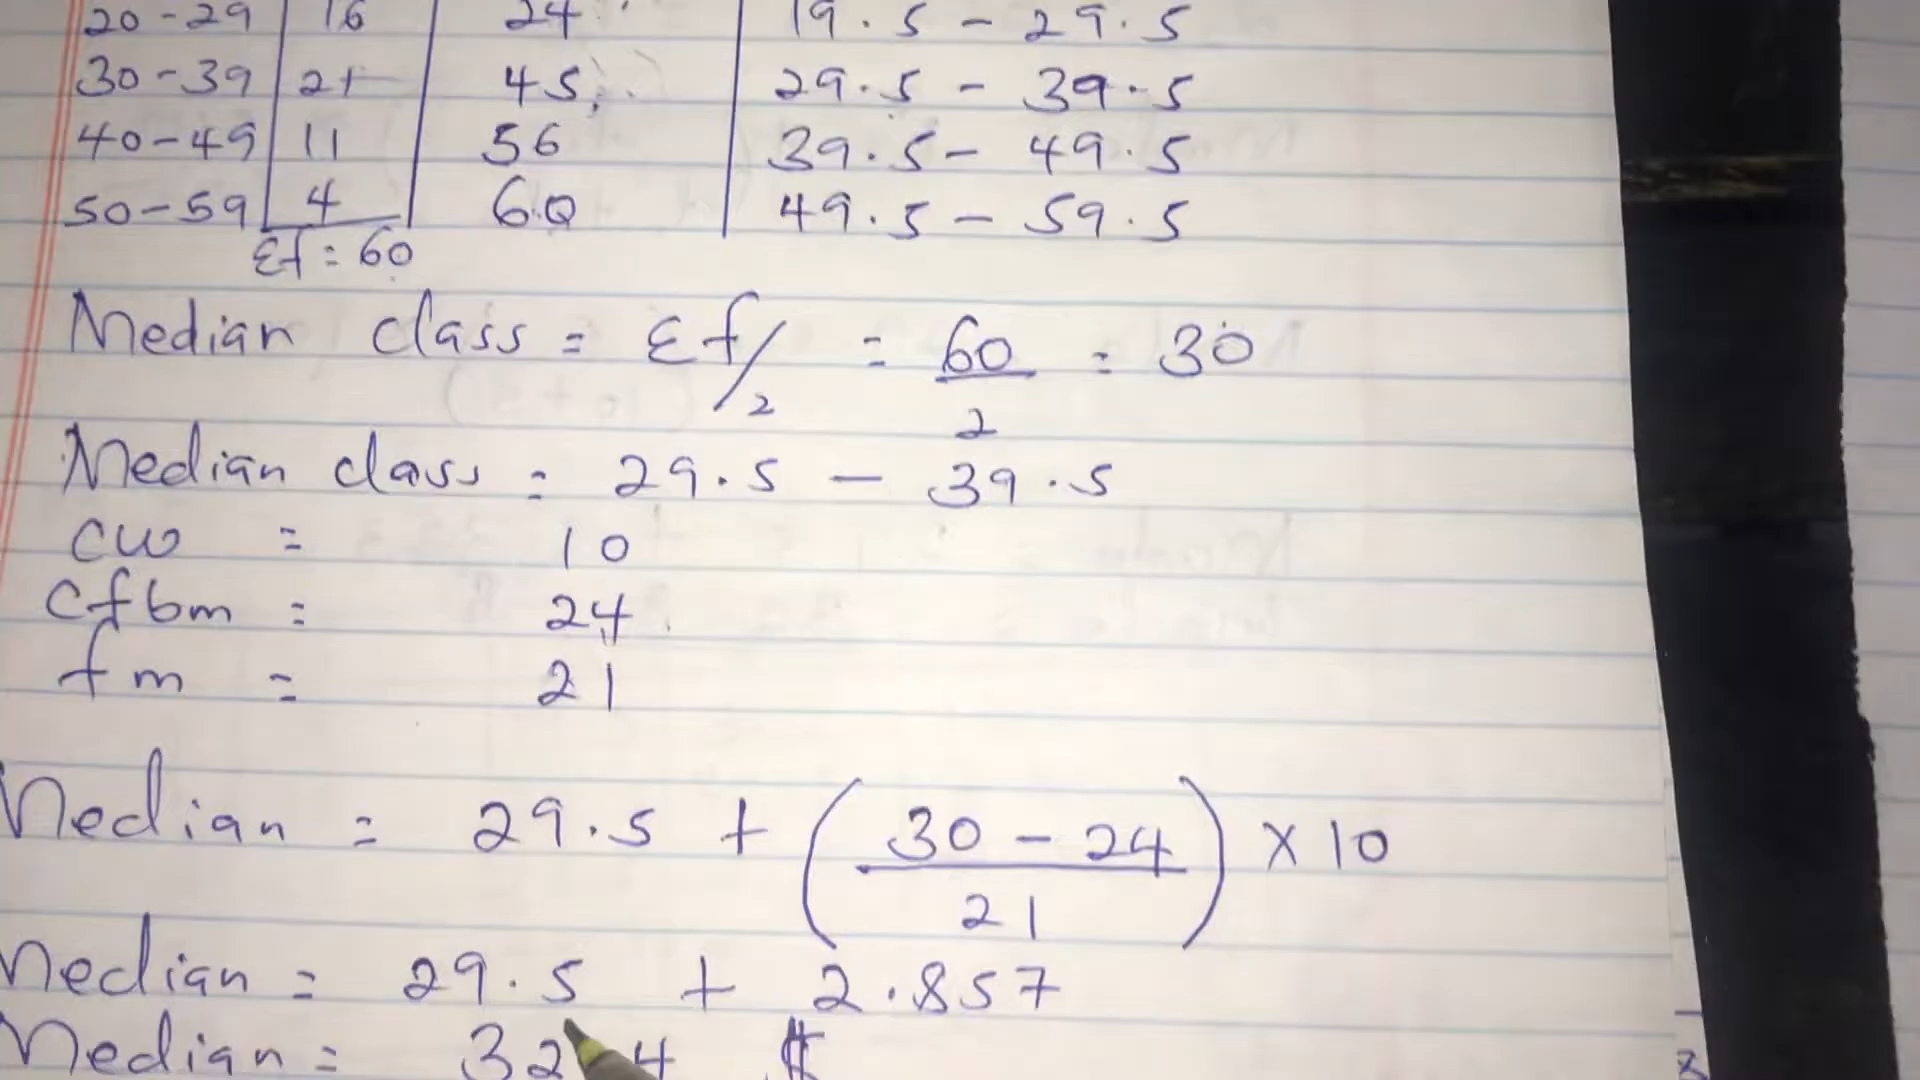 20-29 16 24 19.5 - 29.5
30-39 21 45 29.5 - 39.5
40-49 11 56 39.5 - 49.5
50-59 4 60 49.5 - 59.5
Σf = 60
Median class = Σf/2 = 60/2 = 30
Median class = 29.5 - 39.5
cw = 10
cfbm = 24
fm = 21
Median = 29.5 + (30 - 24 / 21) x 10
Median = 29.5 + 2.857
Median = 32.4